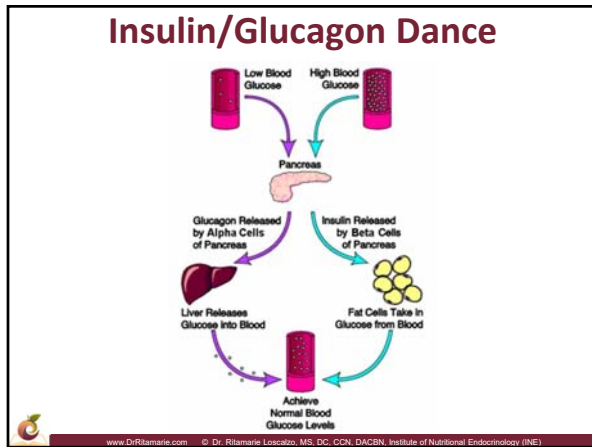 Insulin/Glucagon Dance
Low Blood
Glucose
High Blood
Glucose
Pancreas
Glucagon Released
by Alpha Cells
of Pancreas
Insulin Released
by Beta Cells
of Pancreas
Liver Releases
Glucose into Blood
Fat Cells Take in
Glucose from Blood
Achieve
Normal Blood
Glucose Levels
www.DrRitamarie.com © Dr. Ritamarie Loscalzo, MS, DC, CCN, DACBN, Institute of Nutritional Endocrinology (INE)